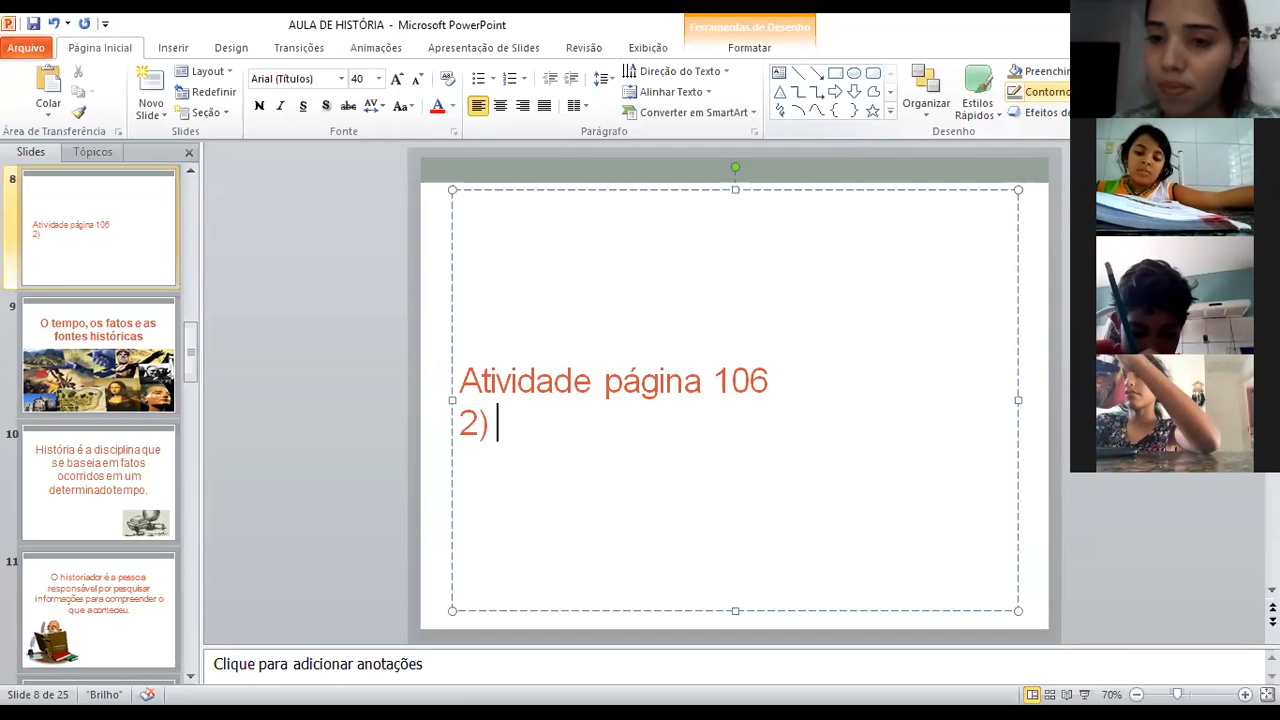 AULA DE HISTÓRIA - Microsoft PowerPoint
Ferramentas de Desenho
Arquivo
Página Inicial
Inserir
Design
Transições
Animações
Apresentação de Slides
Revisão
Exibição
Formatar
Colar
Área de Transferência
Novo
Slide
Layout
Redefinir
Seção
Slides
Arial (Títulos)
40
N I S S abc AV Aa A
Fonte
Direção do Texto
Alinhar Texto
Converter em SmartArt
Parágrafo
Organizar
Estilos
Rápidos
Preenchir
Contorno
Efeitos de
Desenho
Slides
Tópicos
8
Atividade página 106
2)
9
O tempo, os fatos e as
fontes históricas
10
História é a disciplina que
se baseia em fatos
ocorridos em um
determinado tempo.
11
O historiador é a pessoa
responsável por pesquisar
informações para compreender o
que aconteceu.
Atividade página 106
2)
Clique para adicionar anotações
Slide 8 de 25
"Brilho"
70%